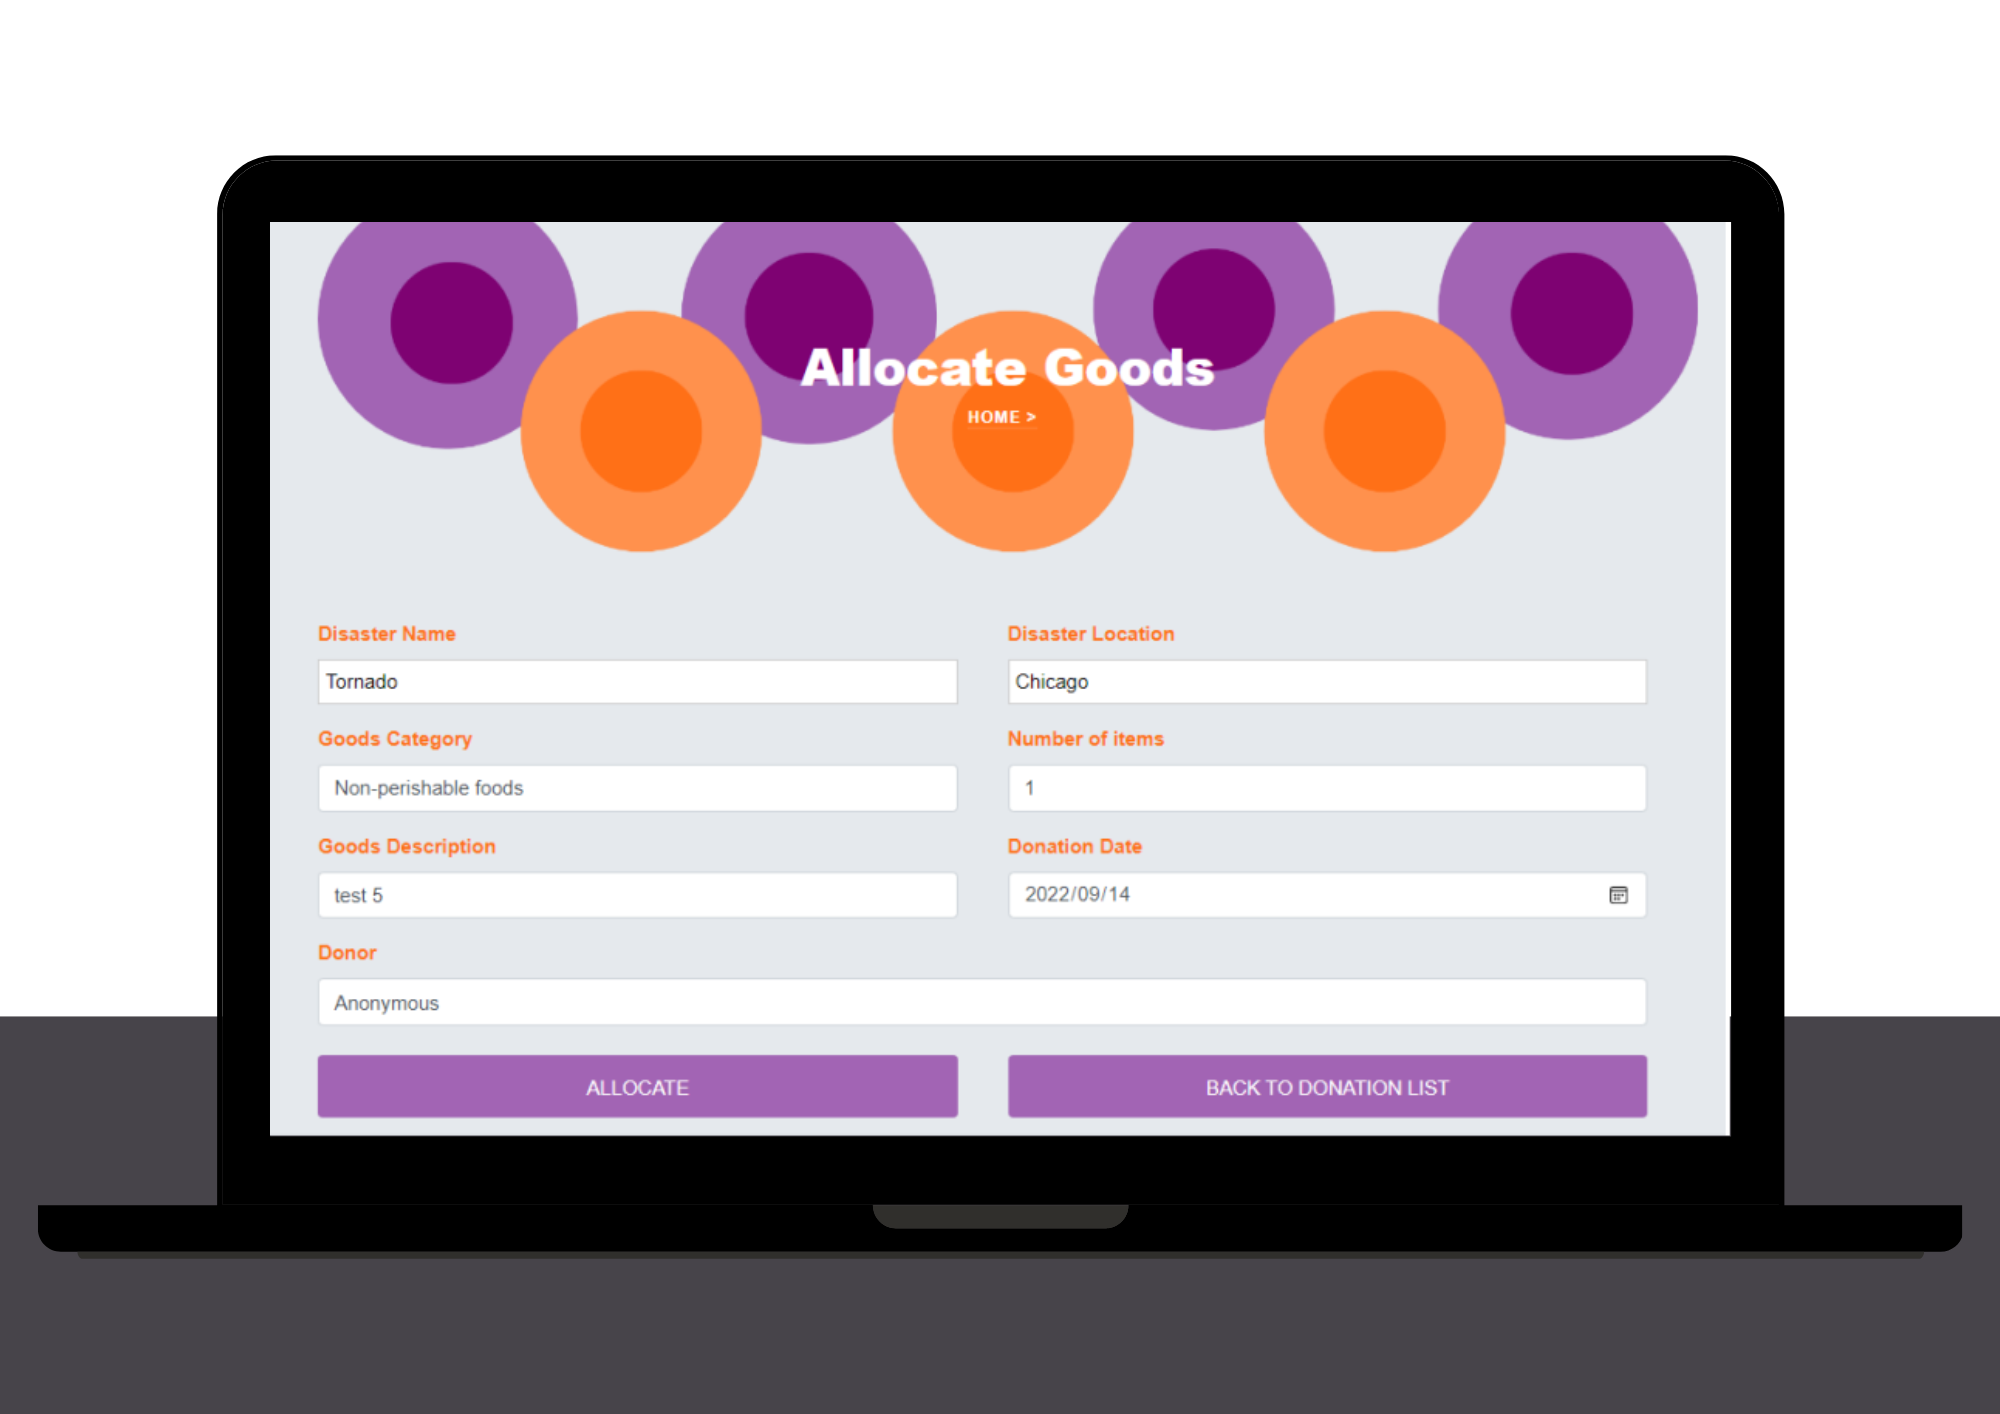 Allocate Goods
HOME >
Disaster Name
Disaster Location
Tornado
Chicago
Goods Category
Number of items
Non-perishable foods
1
Goods Description
Donation Date
test 5
2022/09/14
Donor
Anonymous
ALLOCATE
BACK TO DONATION LIST